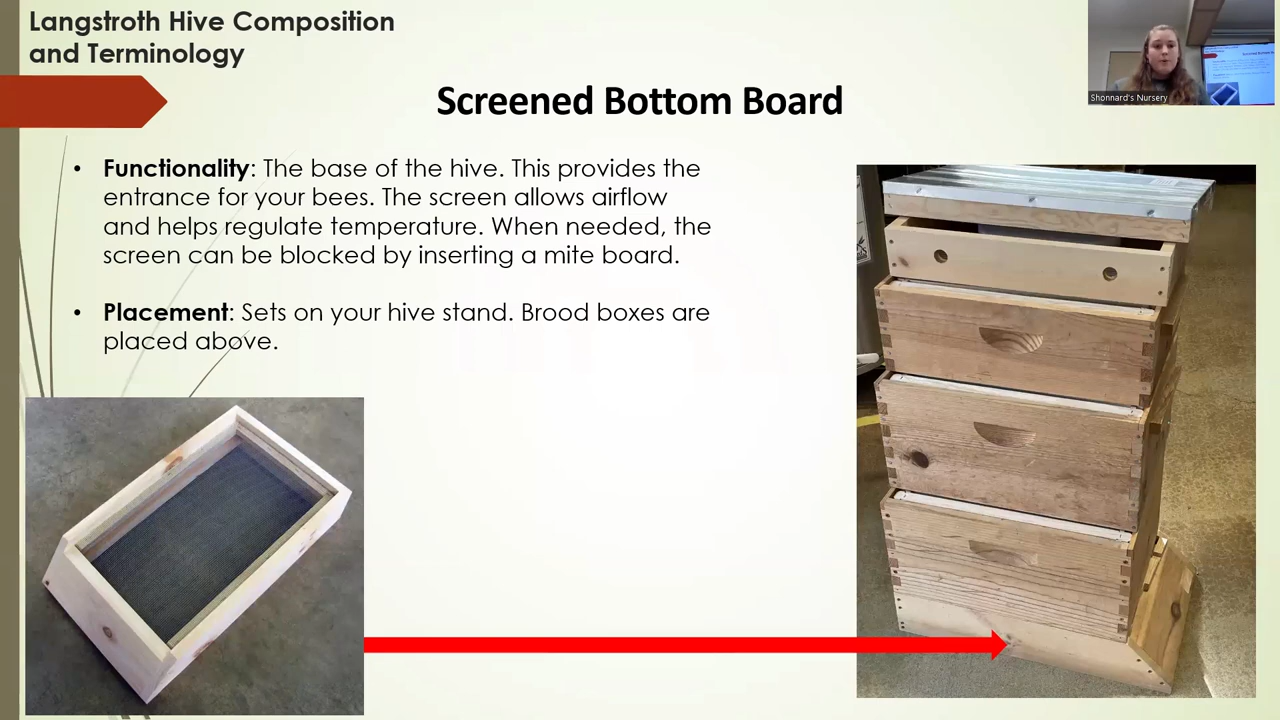 Langstroth Hive Composition
and Terminology
Screened Bottom Board
Shonnard's Nursery
• Functionality: The base of the hive. This provides the
entrance for your bees. The screen allows airflow
and helps regulate temperature. When needed, the
screen can be blocked by inserting a mite board.
• Placement: Sets on your hive stand. Brood boxes are
placed above.